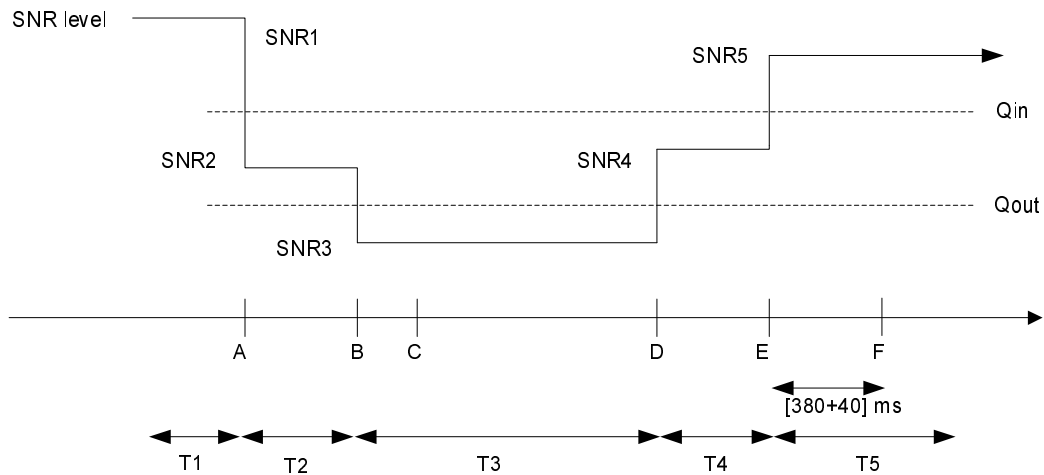 SNR level
SNR1
SNR5
Qin
SNR2
SNR4
Qout
SNR3
A
B
C
D
E
F
[380+40] ms
T1
T2
T3
T4
T5